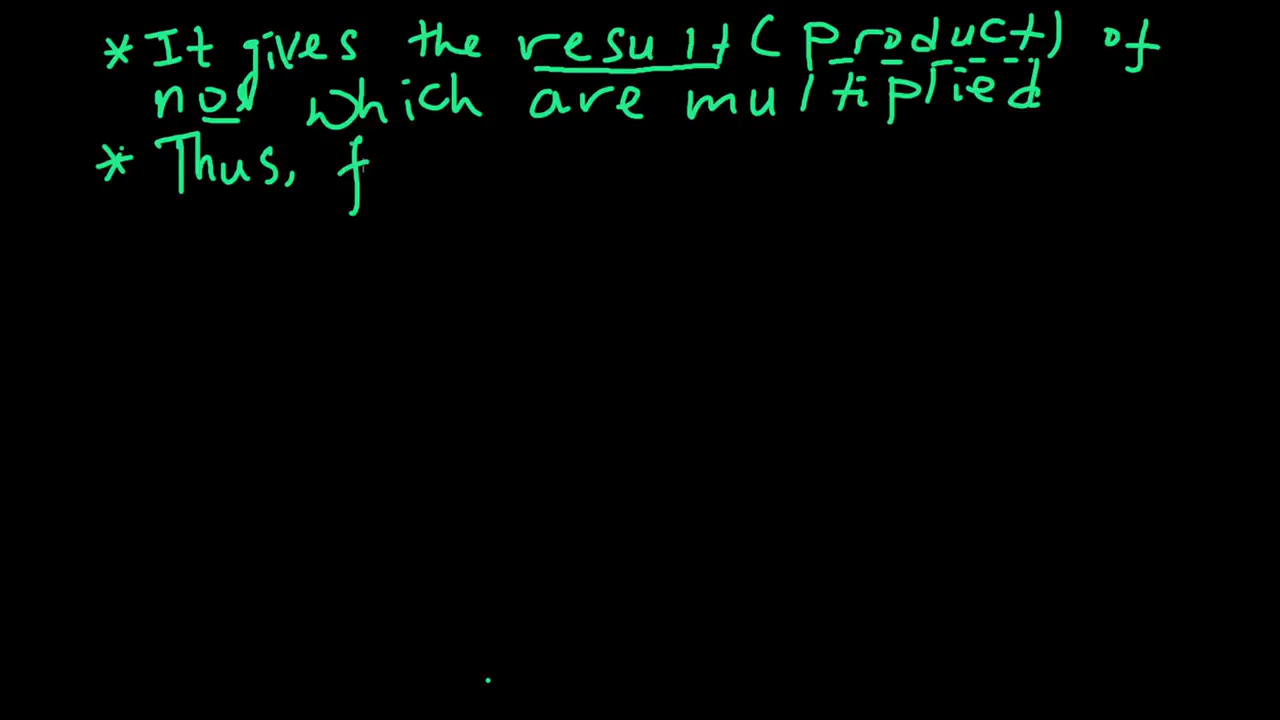 * It gives the result (product) of
nos which are multiplied
* Thus, f